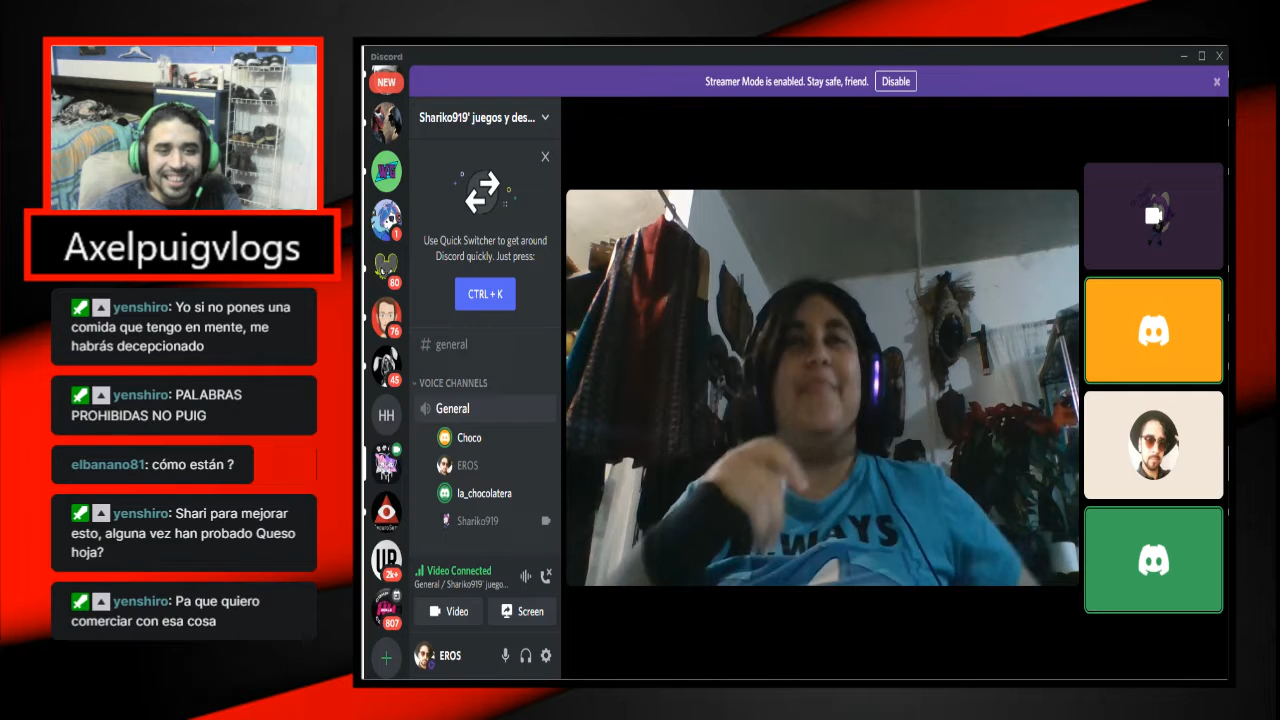 Axelpuigvlogs
yenshiro: Yo si no pones una
comida que tengo en mente, me
habrás decepcionado
yenshiro: PALABRAS
PROHIBIDAS NO PUIG
elbanano81: cómo están ?
yenshiro: Shari para mejorar
esto, alguna vez han probado Queso
hoja?
yenshiro: Pa que quiero
comerciar con esa cosa
Discord
NEW
1
80
76
45
HH
UR
2k+
807
Streamer Mode is enabled. Stay safe, friend. Disable
Shariko919' juegos y des...
Use Quick Switcher to get around
Discord quickly. Just press:
CTRL + K
# general
VOICE CHANNELS
General
Choco
EROS
la_chocolatera
Shariko919
Video Connected
General / Shariko919' juego...
Video
Screen
EROS
WAYS